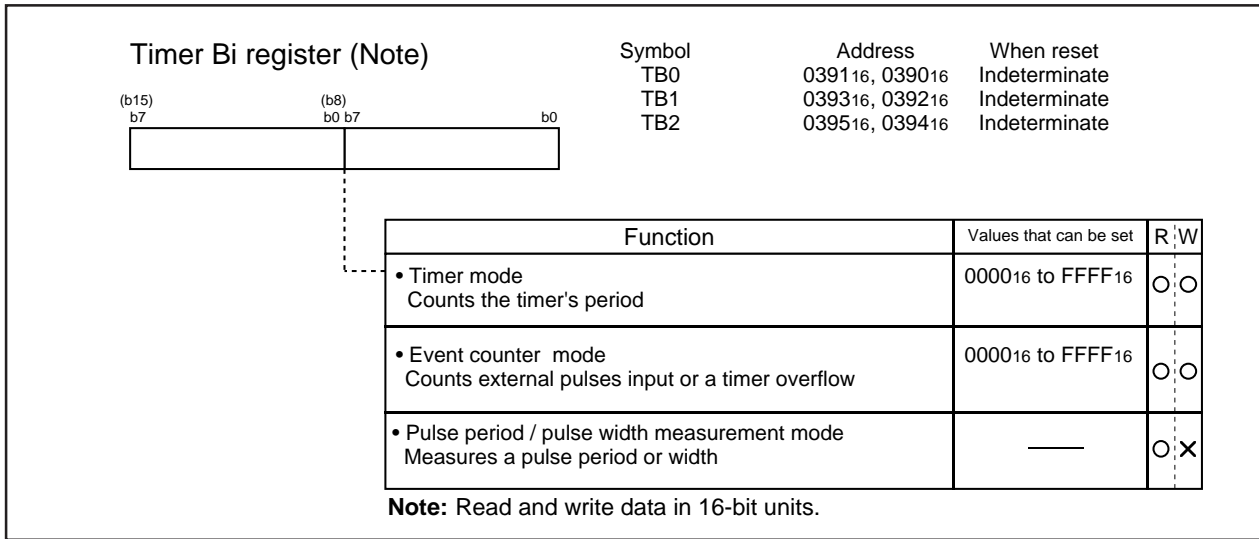 Timer Bi register (Note)
Symbol Address When reset
TB0 039116, 039016 Indeterminate
TB1 039316, 039216 Indeterminate
TB2 039516, 039416 Indeterminate
(b15) (b8)
b7 b0 b7 b0
Function Values that can be set R W
• Timer mode 000016 to FFFF16
Counts the timer's period
• Event counter mode 000016 to FFFF16
Counts external pulses input or a timer overflow
• Pulse period / pulse width measurement mode
Measures a pulse period or width
Note: Read and write data in 16-bit units.